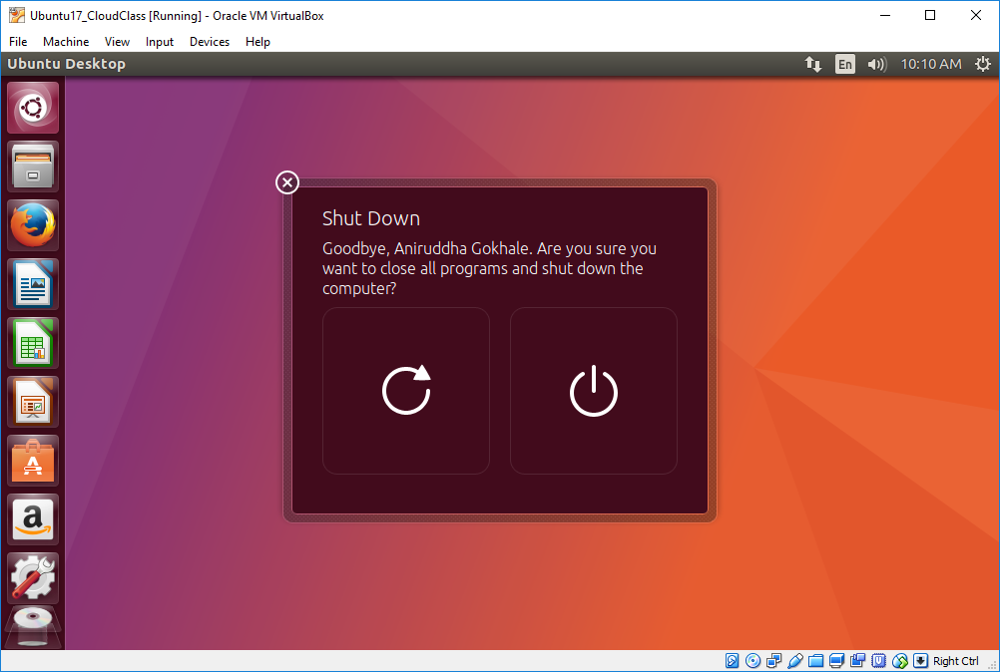 Ubuntu17_CloudClass [Running] - Oracle VM VirtualBox
File Machine View Input Devices Help
Ubuntu Desktop En 10:10 AM
Shut Down
Goodbye, Aniruddha Gokhale. Are you sure you
want to close all programs and shut down the
computer?
A
a
Right Ctrl